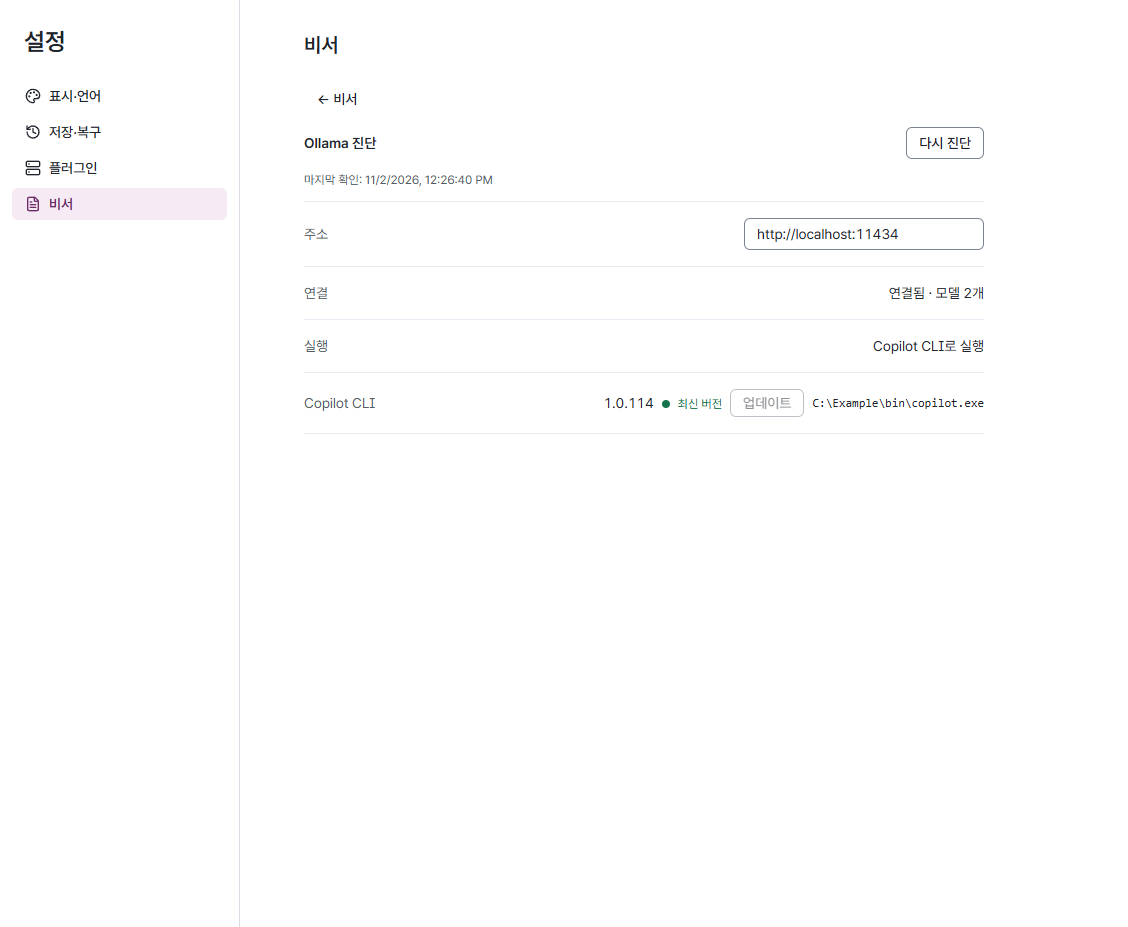 설정
표시·언어
저장·복구
플러그인
비서
비서
← 비서
Ollama 진단
다시 진단
마지막 확인: 11/2/2026, 12:26:40 PM
주소
http://localhost:11434
연결
연결됨 · 모델 2개
실행
Copilot CLI로 실행
Copilot CLI
1.0.114 ● 최신 버전 업데이트 C:\Example\bin\copilot.exe